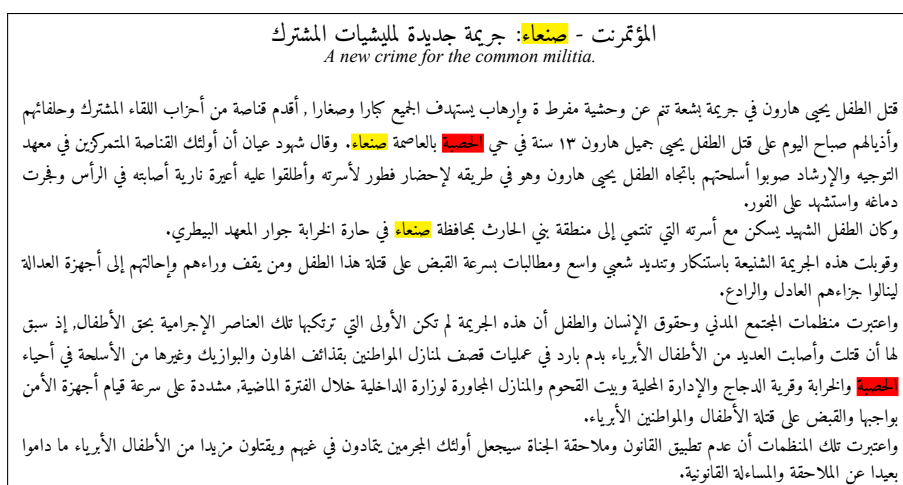 المؤتمرنت - صنعاء: جريمة جديدة لمليشيات المشترك
A new crime for the common militia.
قتل الطفل يحيى هارون في جريمة بشعة تنم عن وحشية مفرط ة وإرهاب يستهدف الجميع كبارا وصغارا , أقدم قناصة من أحزاب اللقاء المشترك وحلفائهم
وأذيالهم صباح اليوم على قتل الطفل يحيى جميل هارون ١٣ سنة في حي الحصبة بالعاصمة صنعاء. وقال شهود عيان أن أولئك القناصة المتمركزين في معهد
التوجيه والإرشاد صوبوا أسلحتهم باتجاه الطفل يحيى هارون وهو في طريقه لإحضار فطور لأسرته وأطلقوا عليه أعيرة نارية أصابته في الرأس وفجرت
دماغه واستشهد على الفور.
وكان الطفل الشهيد يسكن مع أسرته التي تنتمي إلى منطقة بني الحارث بمحافظة صنعاء في حارة الخرابة جوار المعهد البيطري.
وقوبلت هذه الجريمة الشنيعة باستنكار وتنديد شعبي واسع ومطالبات بسرعة القبض على قتلة هذا الطفل ومن يقف وراءهم وإحالتهم إلى أجهزة العدالة
لينالوا جزاءهم العادل والرادع.
واعتبرت منظمات المجتمع المدني وحقوق الإنسان والطفل أن هذه الجريمة لم تكن الأولى التي ترتكبها تلك العناصر الإجرامية بحق الأطفال, إذ سبق
لها أن قتلت وأصابت العديد من الأطفال الأبرياء بدم بارد في عمليات قصف لمنازل المواطنين بقذائف الهاون والبوازيك وغيرها من الأسلحة في أحياء
الحصبة والخرابة وقرية الدجاج والإدارة المحلية وبيت القحوم والمنازل المجاورة لوزارة الداخلية خلال الفترة الماضية, مشددة على سرعة قيام أجهزة الأمن
بواجبها والقبض على قتلة الأطفال والمواطنين الأبرياء.
واعتبرت تلك المنظمات أن عدم تطبيق القانون وملاحقة الجناة سيجعل أولئك المجرمين يتمادون في غيهم ويقتلون مزيدا من الأطفال الأبرياء ما داموا
بعيدا عن الملاحقة والمساءلة القانونية.